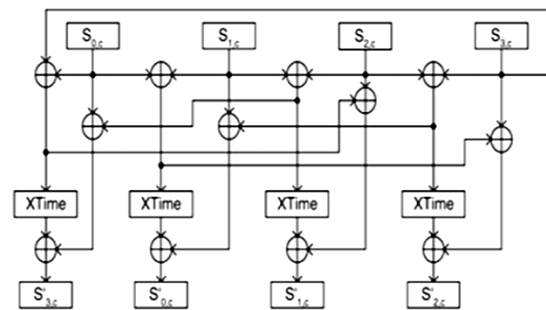 S0,c S1,c S2,c S3,c
XTime XTime XTime XTime
S'3,c S'0,c S'1,c S'2,c